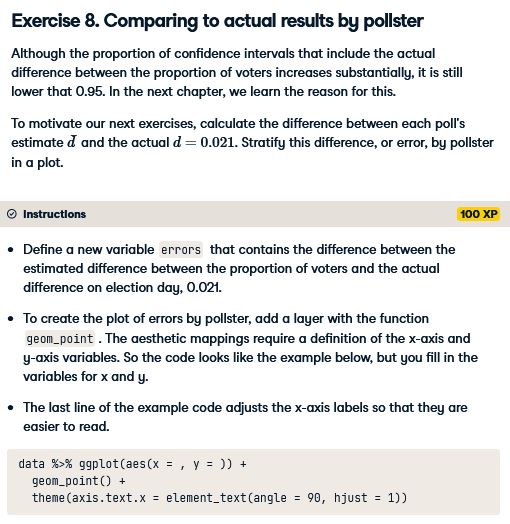 Exercise 8. Comparing to actual results by pollster
Although the proportion of confidence intervals that include the actual
difference between the proportion of voters increases substantially, it is still
lower that 0.95. In the next chapter, we learn the reason for this.
To motivate our next exercises, calculate the difference between each poll's
estimate d̄ and the actual d = 0.021. Stratify this difference, or error, by pollster
in a plot.
Instructions
100 XP
• Define a new variable errors that contains the difference between the
estimated difference between the proportion of voters and the actual
difference on election day, 0.021.
• To create the plot of errors by pollster, add a layer with the function
geom_point . The aesthetic mappings require a definition of the x-axis and
y-axis variables. So the code looks like the example below, but you fill in the
variables for x and y.
• The last line of the example code adjusts the x-axis labels so that they are
easier to read.
data %>% ggplot(aes(x = , y = )) +
geom_point() +
theme(axis.text.x = element_text(angle = 90, hjust = 1))